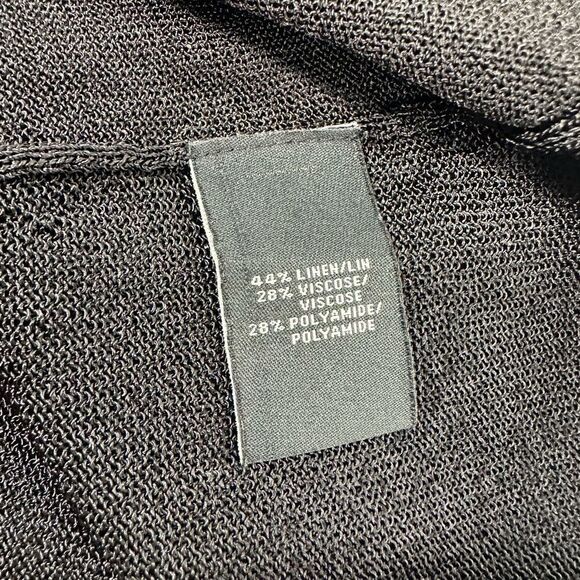 44% LINEN/LIN
28% VISCOSE/
VISCOSE
28% POLYAMIDE/
POLYAMIDE